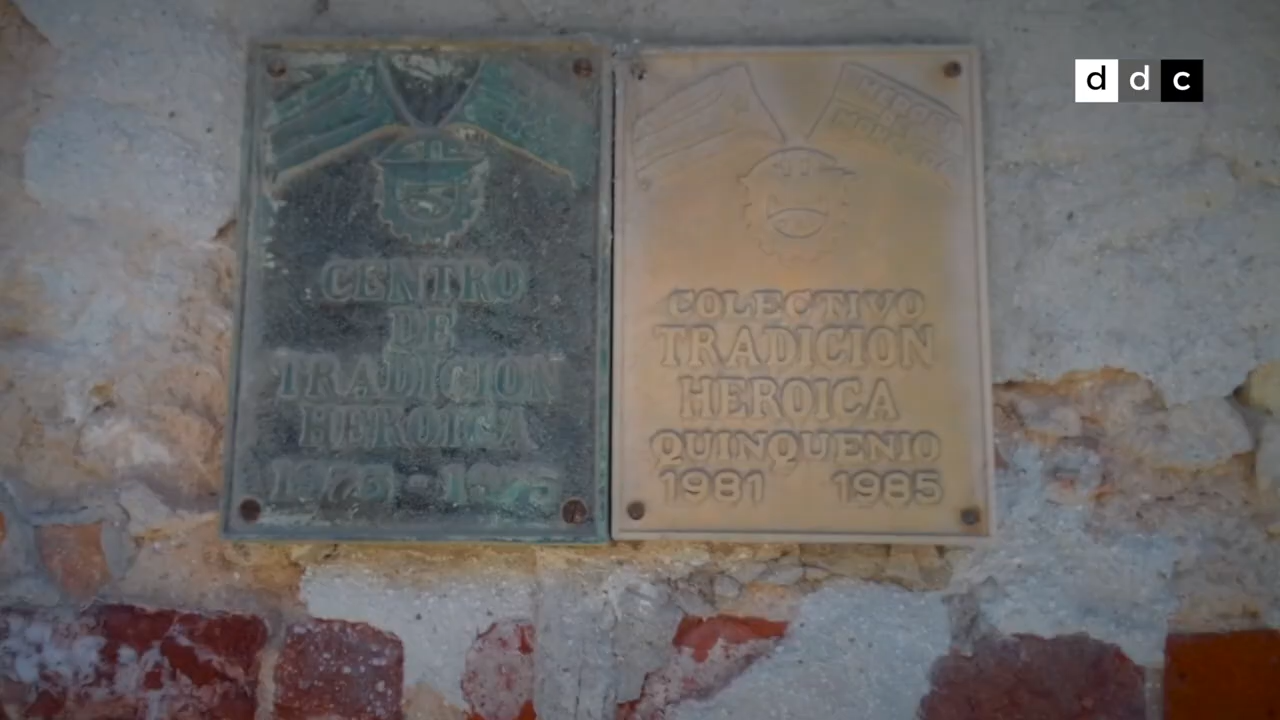 ddc
CENTRO
DE
TRADICION
HEROICA
COLECTIVO
TRADICION
HEROICA
QUINQUENIO
1981 1985